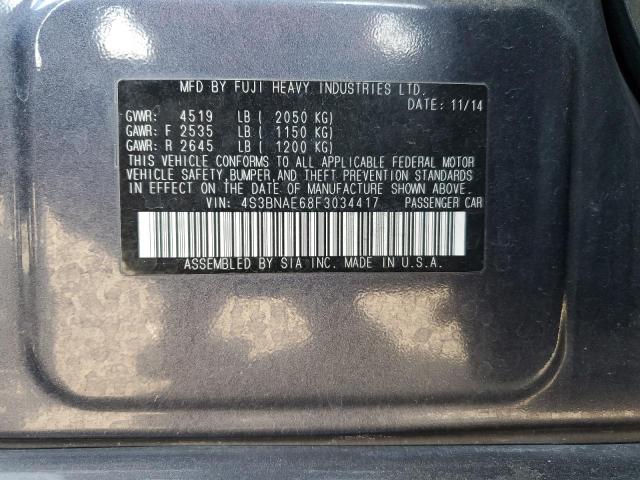 MFD BY FUJI HEAVY INDUSTRIES LTD.
DATE: 11/14
GVWR: 4519 LB ( 2050 KG)
GAWR: F 2535 LB ( 1150 KG)
GAWR: R 2645 LB ( 1200 KG)
THIS VEHICLE CONFORMS TO ALL APPLICABLE FEDERAL MOTOR
VEHICLE SAFETY, BUMPER, AND THEFT PREVENTION STANDARDS
IN EFFECT ON THE DATE OF MANUFACTURE SHOWN ABOVE.
VIN: 4S3BNAE68F3034417 PASSENGER CAR
ASSEMBLED BY SIA INC. MADE IN U.S.A.